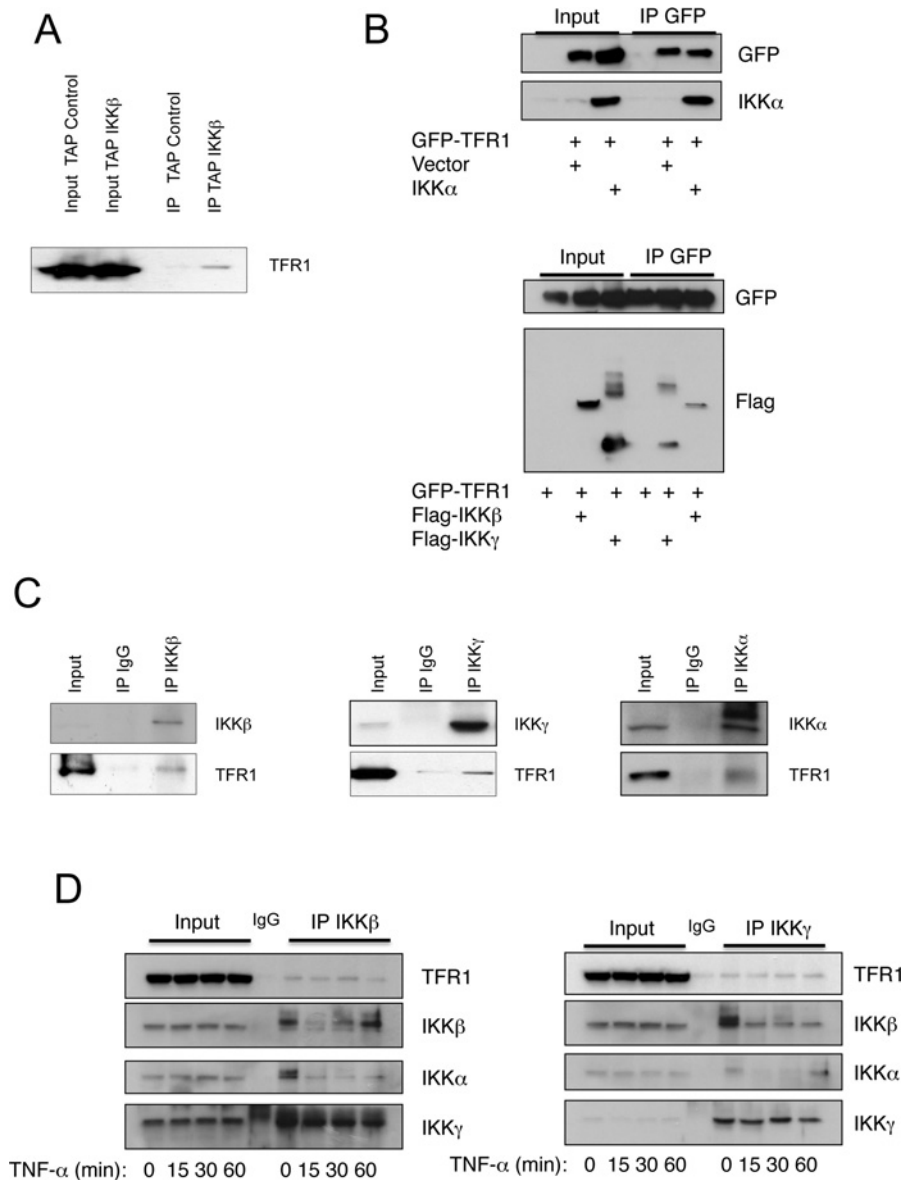 A
Input TAP Control
Input TAP IKKβ
IP TAP Control
IP TAP IKKβ
TFR1
B
Input IP GFP
GFP
IKKα
GFP-TFR1 + + + +
Vector + +
IKKα + +
Input IP GFP
GFP
Flag
GFP-TFR1 + + + + + +
Flag-IKKβ + +
Flag-IKKγ + +
C
Input
IP IgG
IP IKKβ
IKKβ
TFR1
Input
IP IgG
IP IKKγ
IKKγ
TFR1
Input
IP IgG
IP IKKα
IKKα
TFR1
D
Input IgG IP IKKβ
TFR1
IKKβ
IKKα
IKKγ
TNF-α (min): 0 15 30 60 0 15 30 60
Input IgG IP IKKγ
TFR1
IKKβ
IKKα
IKKγ
TNF-α (min): 0 15 30 60 0 15 30 60